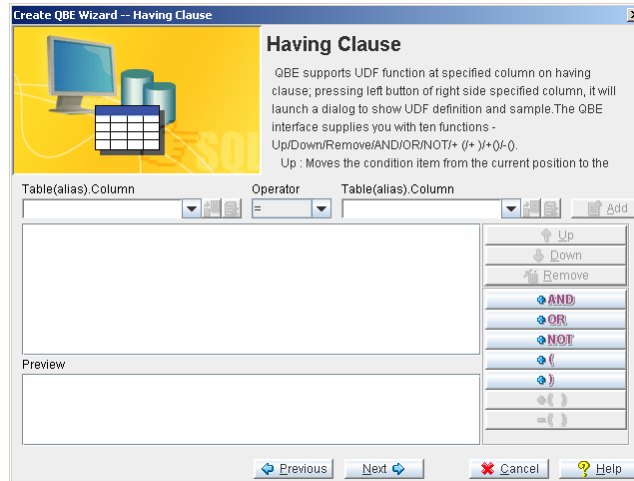 Create QBE Wizard -- Having Clause
Having Clause
QBE supports UDF function at specified column on having
clause; pressing left button of right side specified column, it will
launch a dialog to show UDF definition and sample.The QBE
interface supplies you with ten functions -
Up/Down/Remove/AND/OR/NOT/+ (/+ )/+()/-().
Up : Moves the condition item from the current position to the
SQL
Table(alias).Column Operator Table(alias).Column
= Add
Up
Down
Remove
AND
OR
NOT
(
)
( )
( )
Preview
Previous Next Cancel Help